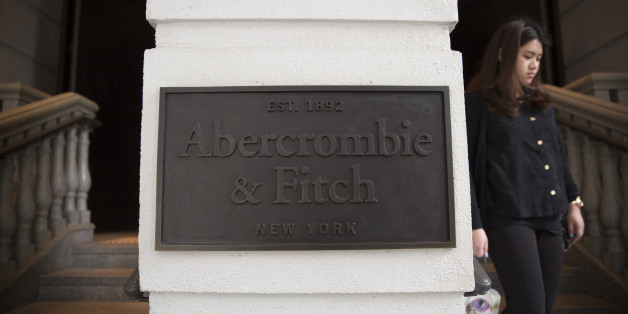 EST. 1892
Abercrombie
& Fitch
NEW YORK